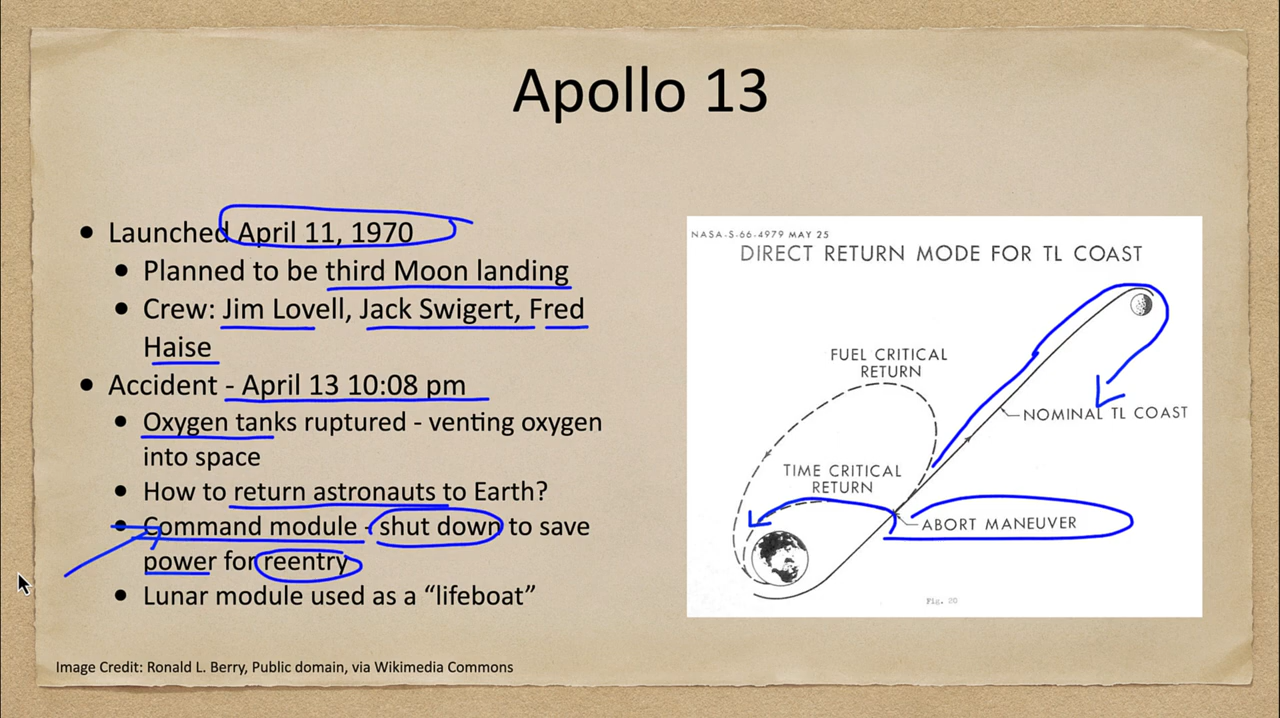 Apollo 13
Launched April 11, 1970
Planned to be third Moon landing
Crew: Jim Lovell, Jack Swigert, Fred
Haise
Accident - April 13 10:08 pm
Oxygen tanks ruptured - venting oxygen
into space
How to return astronauts to Earth?
Command module - shut down to save
power for reentry
Lunar module used as a “lifeboat”
Image Credit: Ronald L. Berry, Public domain, via Wikimedia Commons
NASA-S-66-4979 MAY 25
DIRECT RETURN MODE FOR TL COAST
FUEL CRITICAL
RETURN
NOMINAL TL COAST
TIME CRITICAL
RETURN
ABORT MANEUVER
Fig. 20